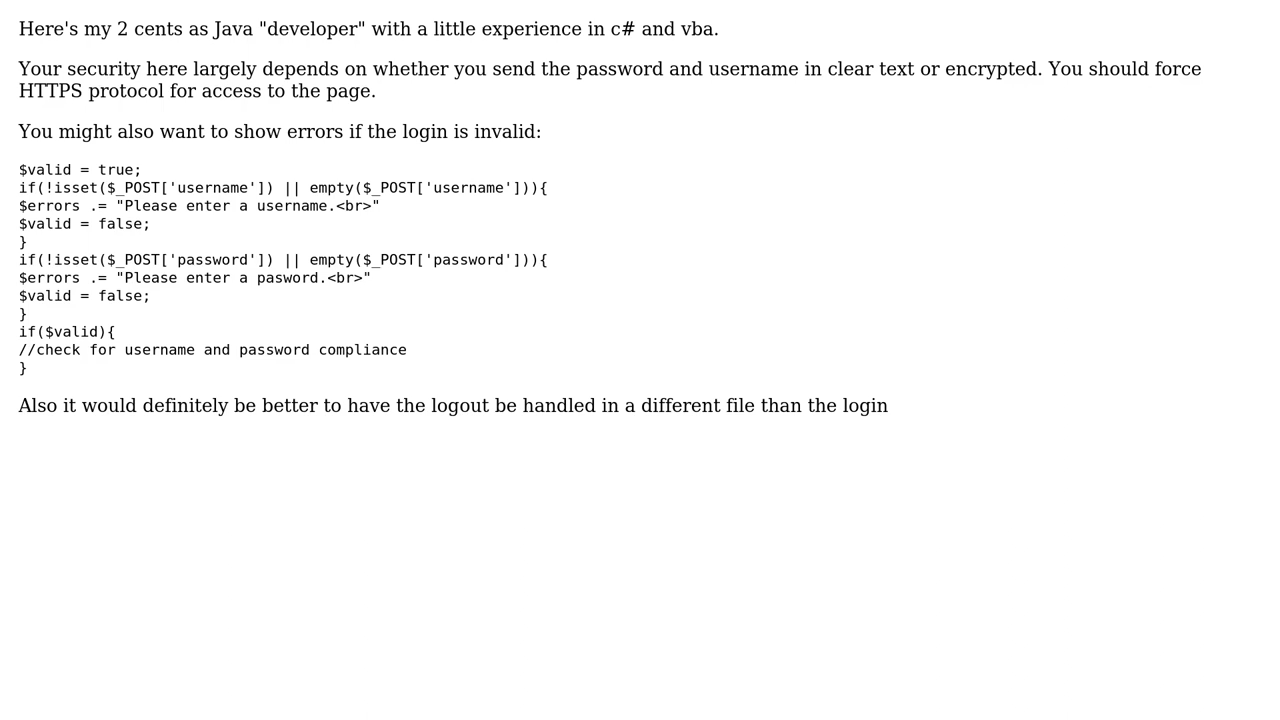 Here's my 2 cents as Java "developer" with a little experience in c# and vba.
Your security here largely depends on whether you send the password and username in clear text or encrypted. You should force
HTTPS protocol for access to the page.
You might also want to show errors if the login is invalid:
$valid = true;
if(!isset($_POST['username']) || empty($_POST['username'])){
$errors .= "Please enter a username.<br>"
$valid = false;
}
if(!isset($_POST['password']) || empty($_POST['password'])){
$errors .= "Please enter a pasword.<br>"
$valid = false;
}
if($valid){
//check for username and password compliance
}
Also it would definitely be better to have the logout be handled in a different file than the login